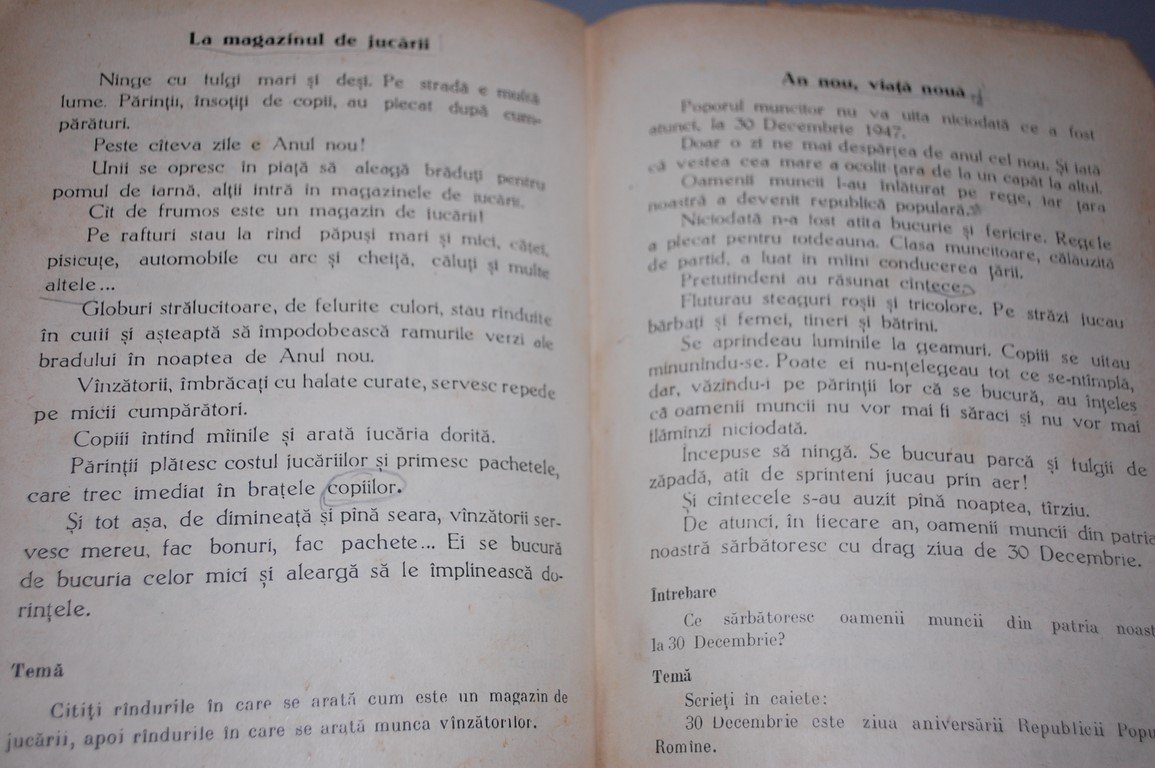 La magazinul de jucării
Ninge cu fulgi mari și deși. Pe stradă e multă
lume. Părinții, însoțiți de copii, au plecat după cum-
părături.
Peste cîteva zile e Anul nou!
Unii se opresc în piață să aleagă brăduți pentru
pomul de iarnă, alții intră în magazinele de jucării.
Cît de frumos este un magazin de jucării!
Pe rafturi stau la rînd păpuși mari și mici, căței,
pisicuțe, automobile cu arc și cheiță, căluți și multe
altele...
Globuri strălucitoare, de felurite culori, stau rînduite
în cutii și așteaptă să împodobească ramurile verzi ale
bradului în noaptea de Anul nou.
Vînzătorii, îmbrăcați cu halate curate, servesc repede
pe micii cumpărători.
Copiii întind mîinile și arată jucăria dorită.
Părinții plătesc costul jucăriilor și primesc pachetele,
care trec imediat în brațele copiilor.
Și tot așa, de dimineață și pînă seara, vînzătorii ser-
vesc mereu, fac bonuri, fac pachete... Ei se bucură
de bucuria celor mici și aleargă să le împlinească do-
rințele.
Temă
Citiți rîndurile în care se arată cum este un magazin de
jucării, apoi rîndurile în care se arată munca vînzătorilor.
An nou, viață nouă
Poporul muncitor nu va uita niciodată ce a fost
atunci, la 30 Decembrie 1947.
Doar o zi ne mai despărțea de anul cel nou. Și iată
că vestea cea mare a ocolit țara de la un capăt la altul.
Oamenii muncii l-au înlăturat pe rege, iar țara
noastră a devenit republică populară.
Niciodată n-a fost atîta bucurie și fericire. Regele
a plecat pentru totdeauna. Clasa muncitoare, călăuzită
de partid, a luat în mîini conducerea țării.
Pretutindeni au răsunat cîntece.
Fluturau steaguri roșii și tricolore. Pe străzi jucau
bărbați și femei, tineri și bătrîni.
Se aprindeau luminile la geamuri. Copiii se uitau
minunindu-se. Poate ei nu-nțelegeau tot ce se-ntîmplă,
dar, văzindu-i pe părinții lor că se bucură, au înțeles
că oamenii muncii nu vor mai fi săraci și nu vor mai
flămînzi niciodată.
Începuse să ningă. Se bucurau parcă și fulgii de
zăpadă, atît de sprinteni jucau prin aer!
Și cîntecele s-au auzit pînă noaptea, tîrziu.
De atunci, în fiecare an, oamenii muncii din patria
noastră sărbătoresc cu drag ziua de 30 Decembrie.
Întrebare
Ce sărbătoresc oamenii muncii din patria noast
la 30 Decembrie?
Temă
Scrieți în caiete:
30 Decembrie este ziua aniversării Republicii Popu
Romîne.